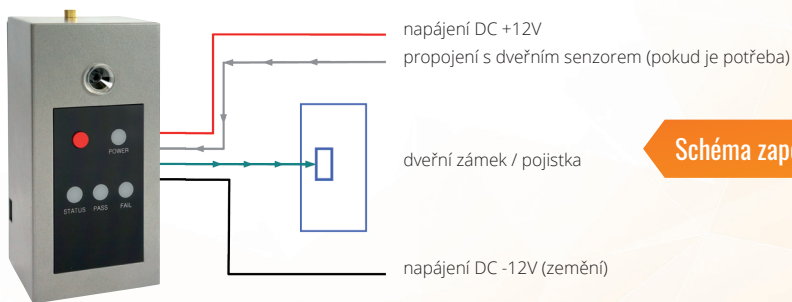 napájení DC +12V
propojení s dveřním senzorem (pokud je potřeba)
POWER
dveřní zámek / pojistka
Schéma
STATUS PASS FAIL
napájení DC -12V (zemění)